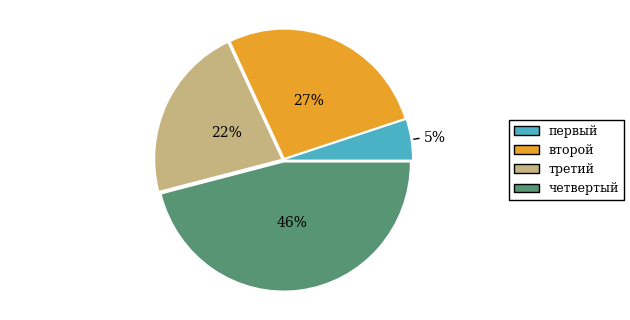 27%
22%
5%
46%
первый
второй
третий
четвертый